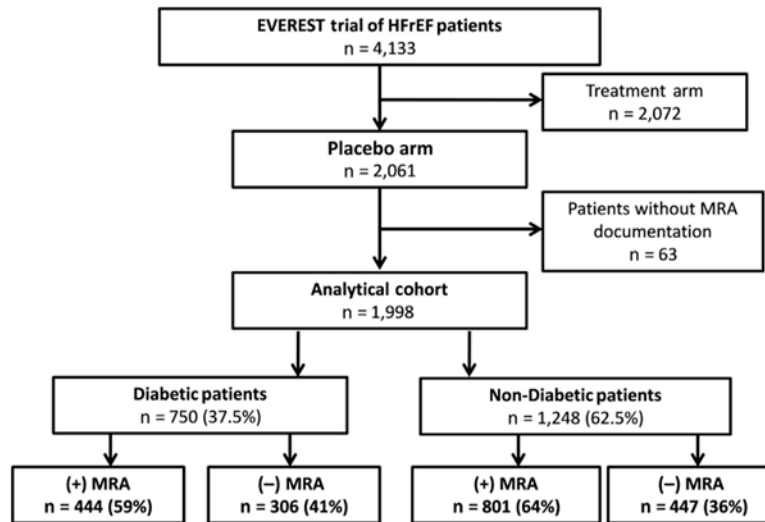 EVEREST trial of HFrEF patients
n = 4,133
Treatment arm
n = 2,072
Placebo arm
n = 2,061
Patients without MRA
documentation
n = 63
Analytical cohort
n = 1,998
Diabetic patients
n = 750 (37.5%)
Non-Diabetic patients
n = 1,248 (62.5%)
(+) MRA
n = 444 (59%)
(−) MRA
n = 306 (41%)
(+) MRA
n = 801 (64%)
(−) MRA
n = 447 (36%)